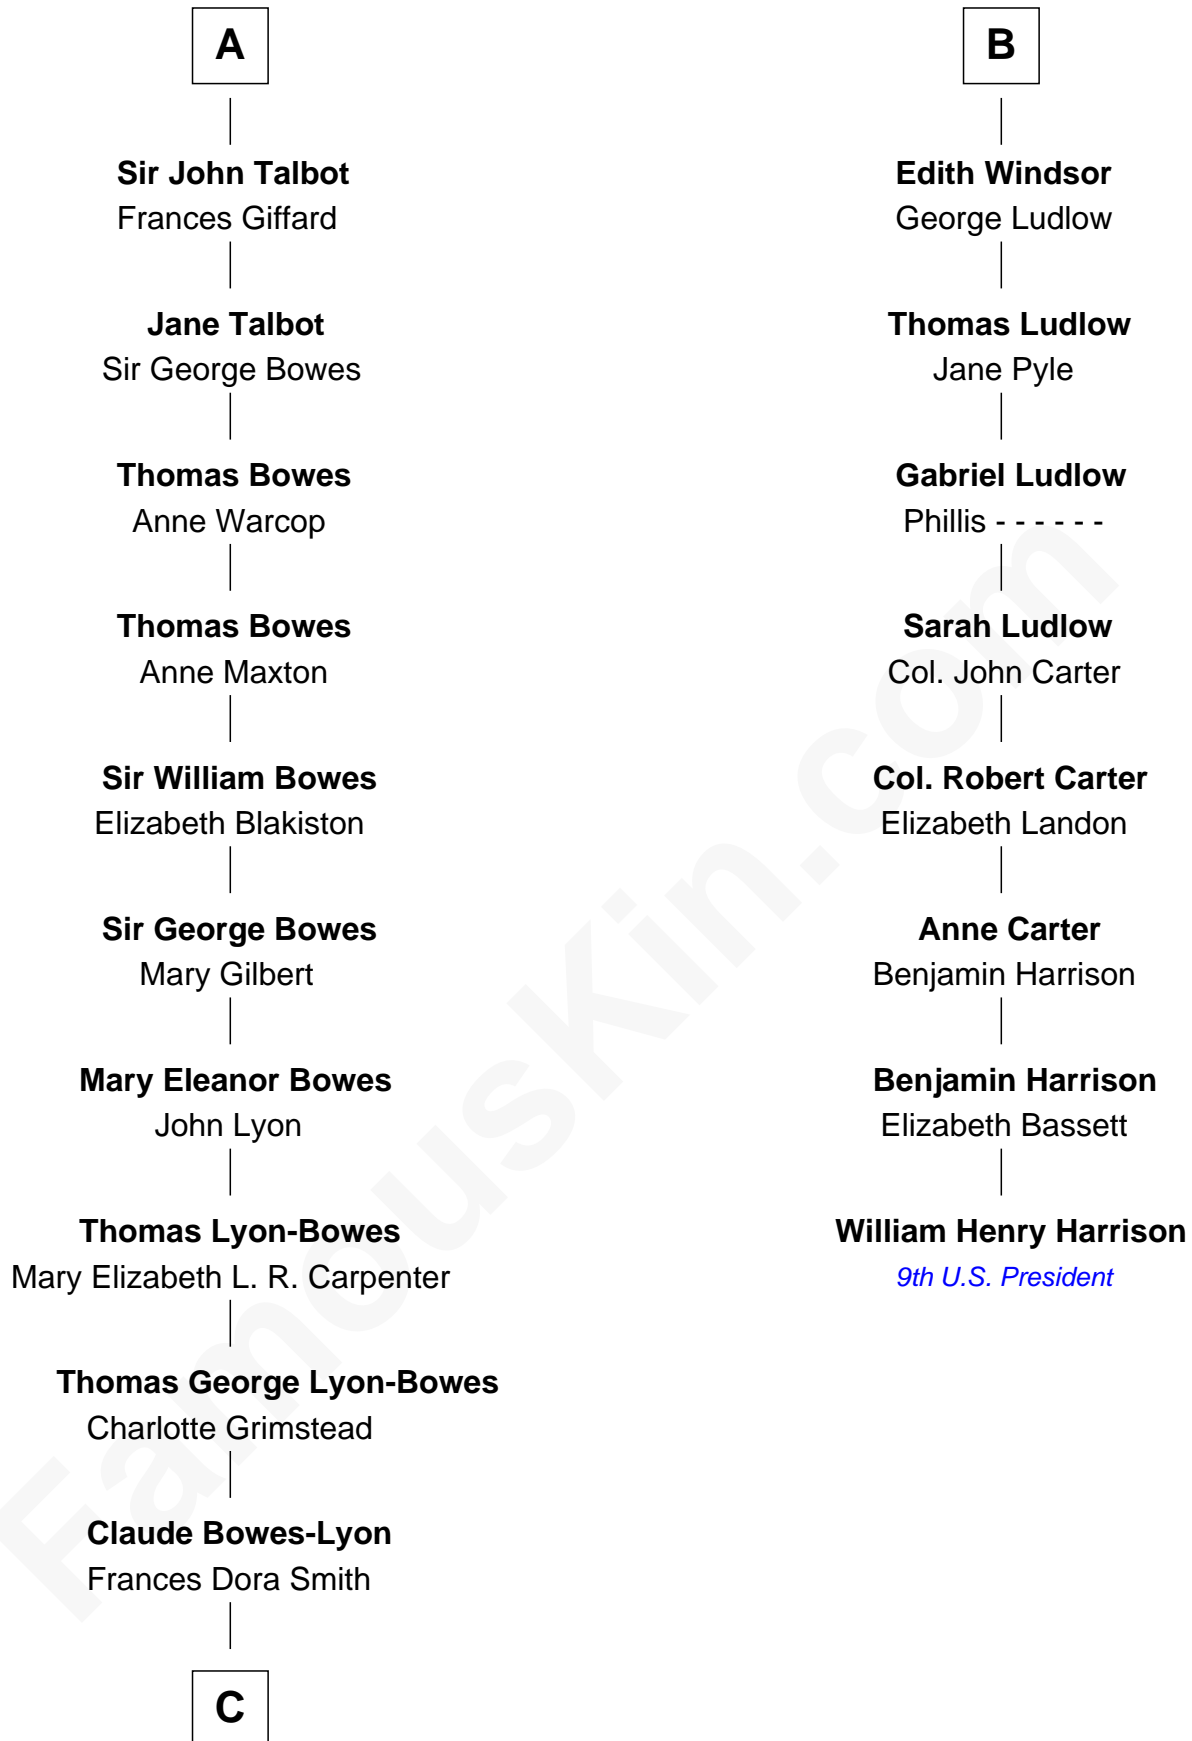 A
Sir John Talbot
Frances Giffard
Jane Talbot
Sir George Bowes
Thomas Bowes
Anne Warcop
Thomas Bowes
Anne Maxton
Sir William Bowes
Elizabeth Blakiston
Sir George Bowes
Mary Gilbert
Mary Eleanor Bowes
John Lyon
Thomas Lyon-Bowes
Mary Elizabeth L. R. Carpenter
Thomas George Lyon-Bowes
Charlotte Grimstead
Claude Bowes-Lyon
Frances Dora Smith
C
B
Edith Windsor
George Ludlow
Thomas Ludlow
Jane Pyle
Gabriel Ludlow
Phillis - - - - - -
Sarah Ludlow
Col. John Carter
Col. Robert Carter
Elizabeth Landon
Anne Carter
Benjamin Harrison
Benjamin Harrison
Elizabeth Bassett
William Henry Harrison
9th U.S. President
FamousKin.com